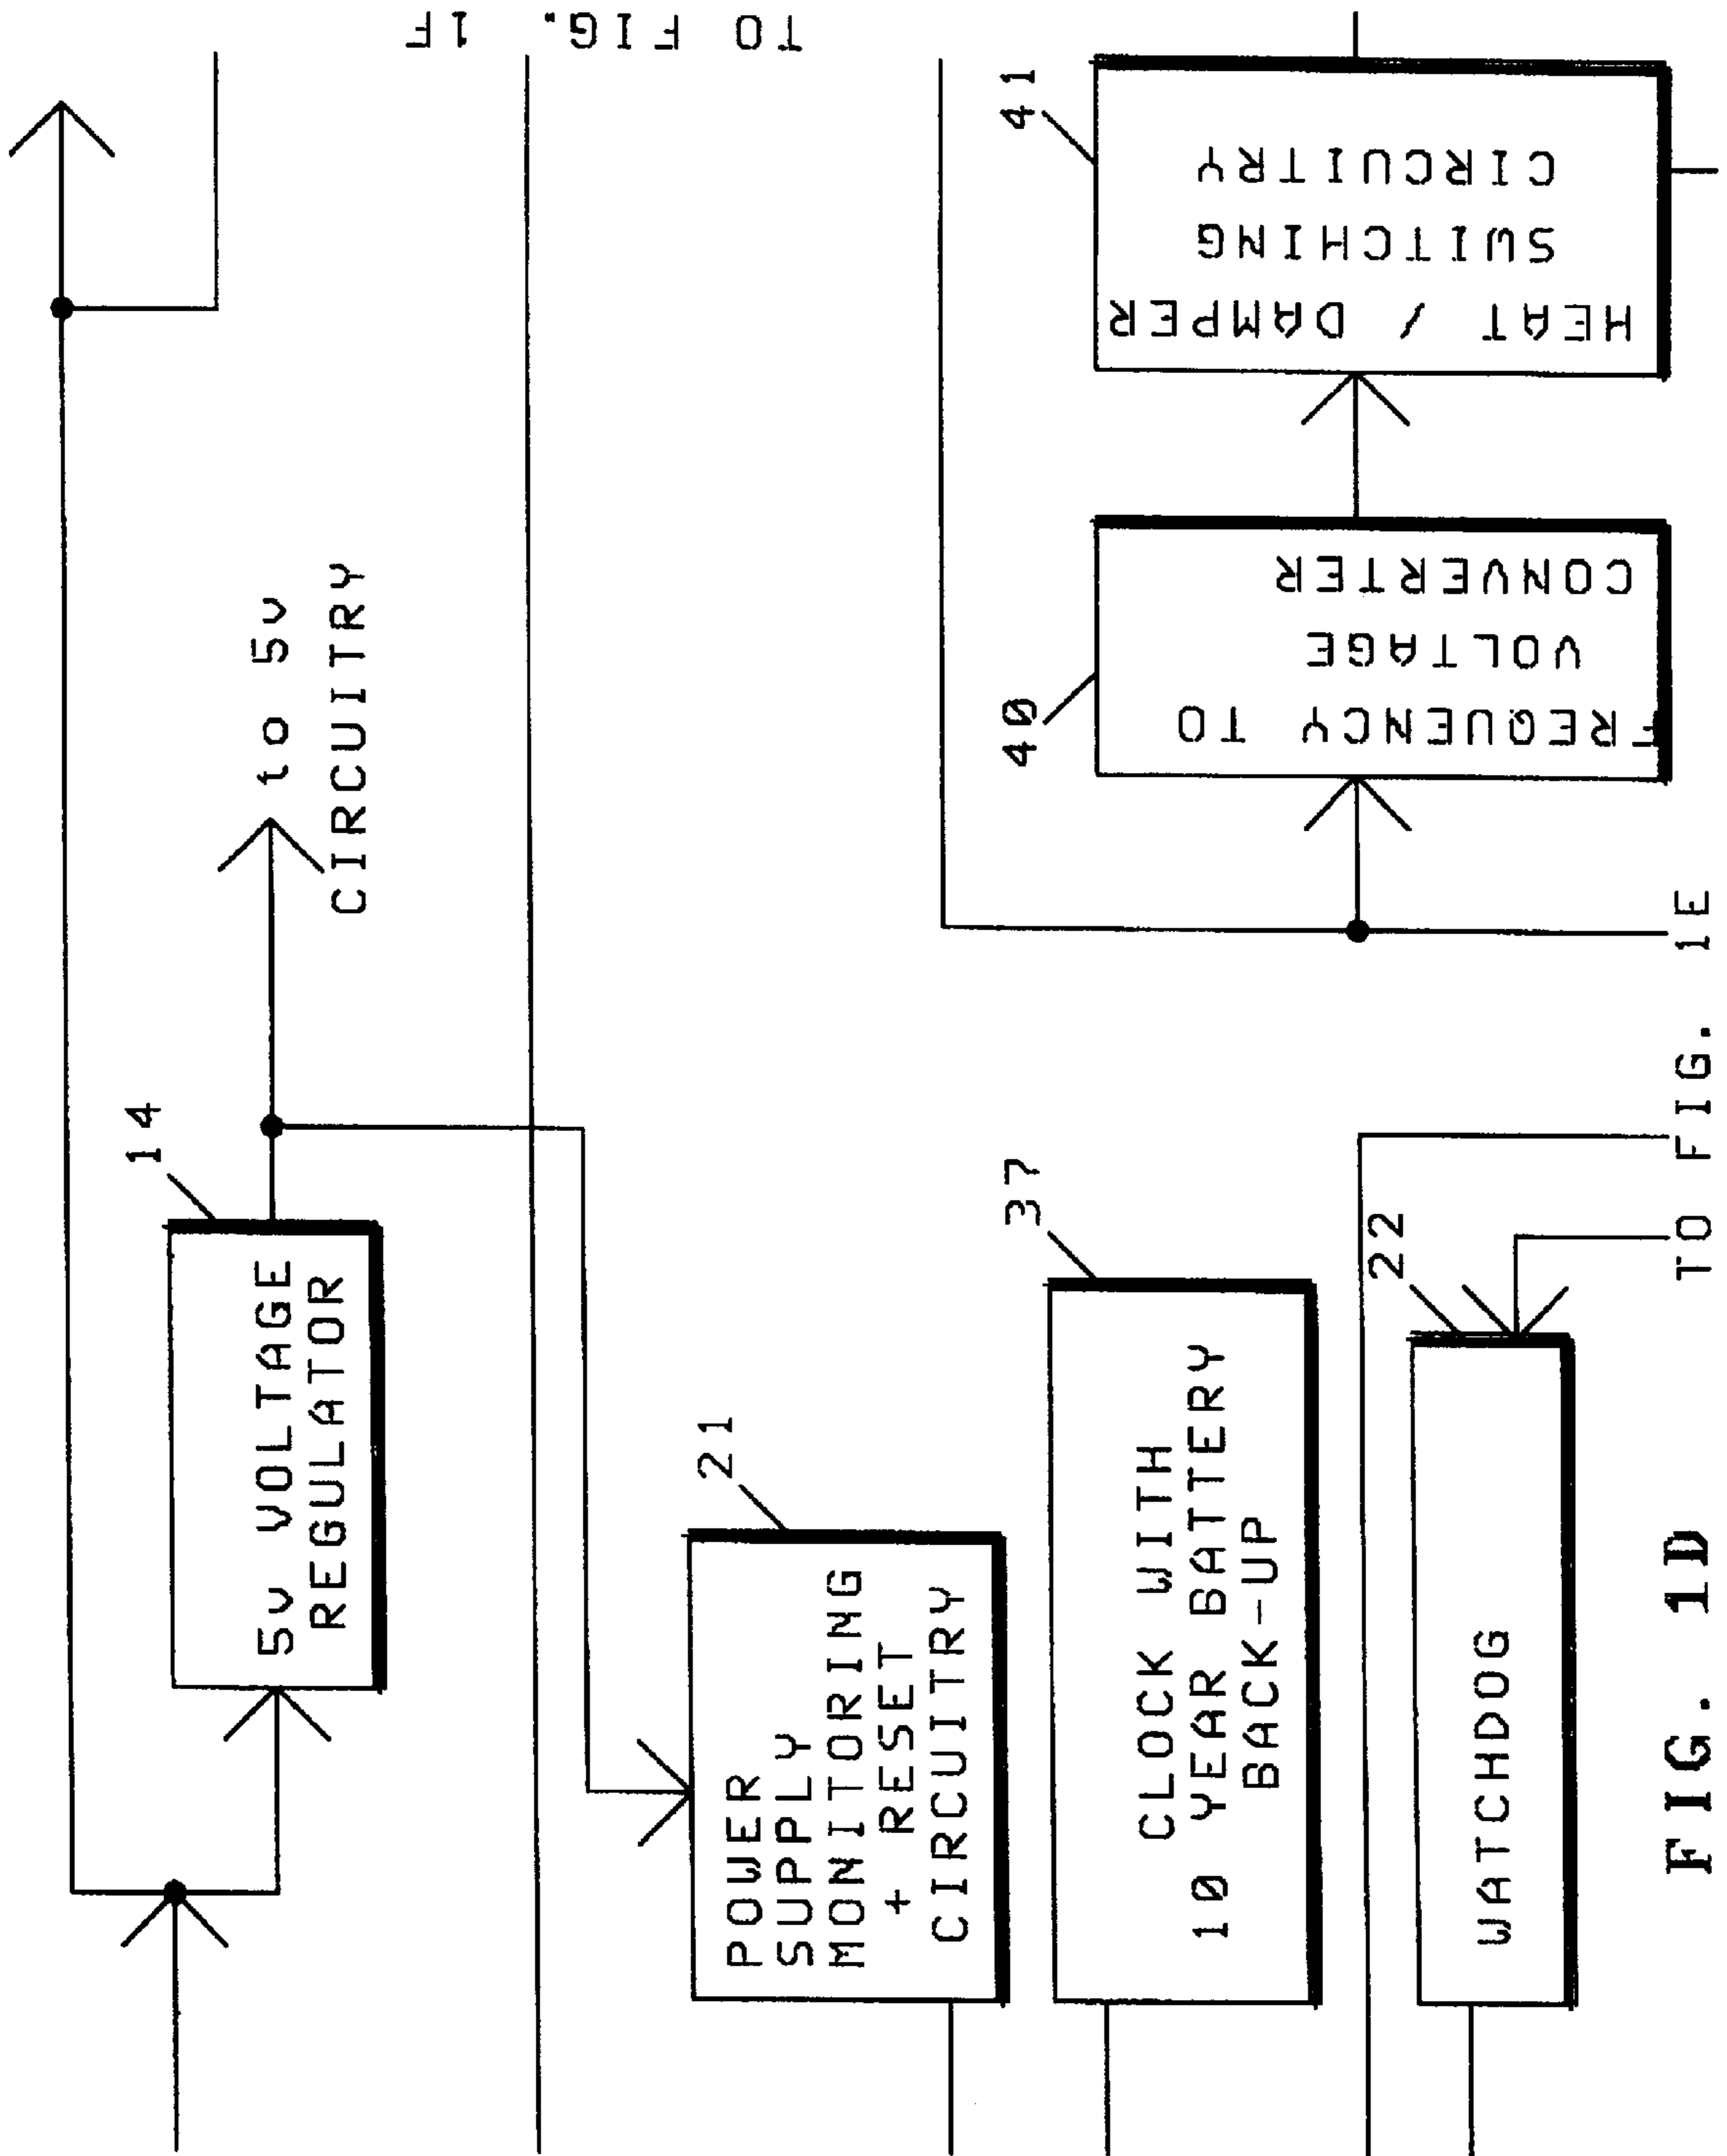 14
5v VOLTAGE
REGULATOR
to 5v
CIRCUITRY
TO FIG. 1F
21
POWER
SUPPLY
MONITORING
+ RESET
CIRCUITRY
37
CLOCK WITH
10 YEAR BATTERY
BACK-UP
22
WATCHDOG
40
FREQUENCY TO
VOLTAGE
CONVERTER
41
HEAT / DAMPER
SWITCHING
CIRCUITRY
TO FIG. 1E
FIG. 1D